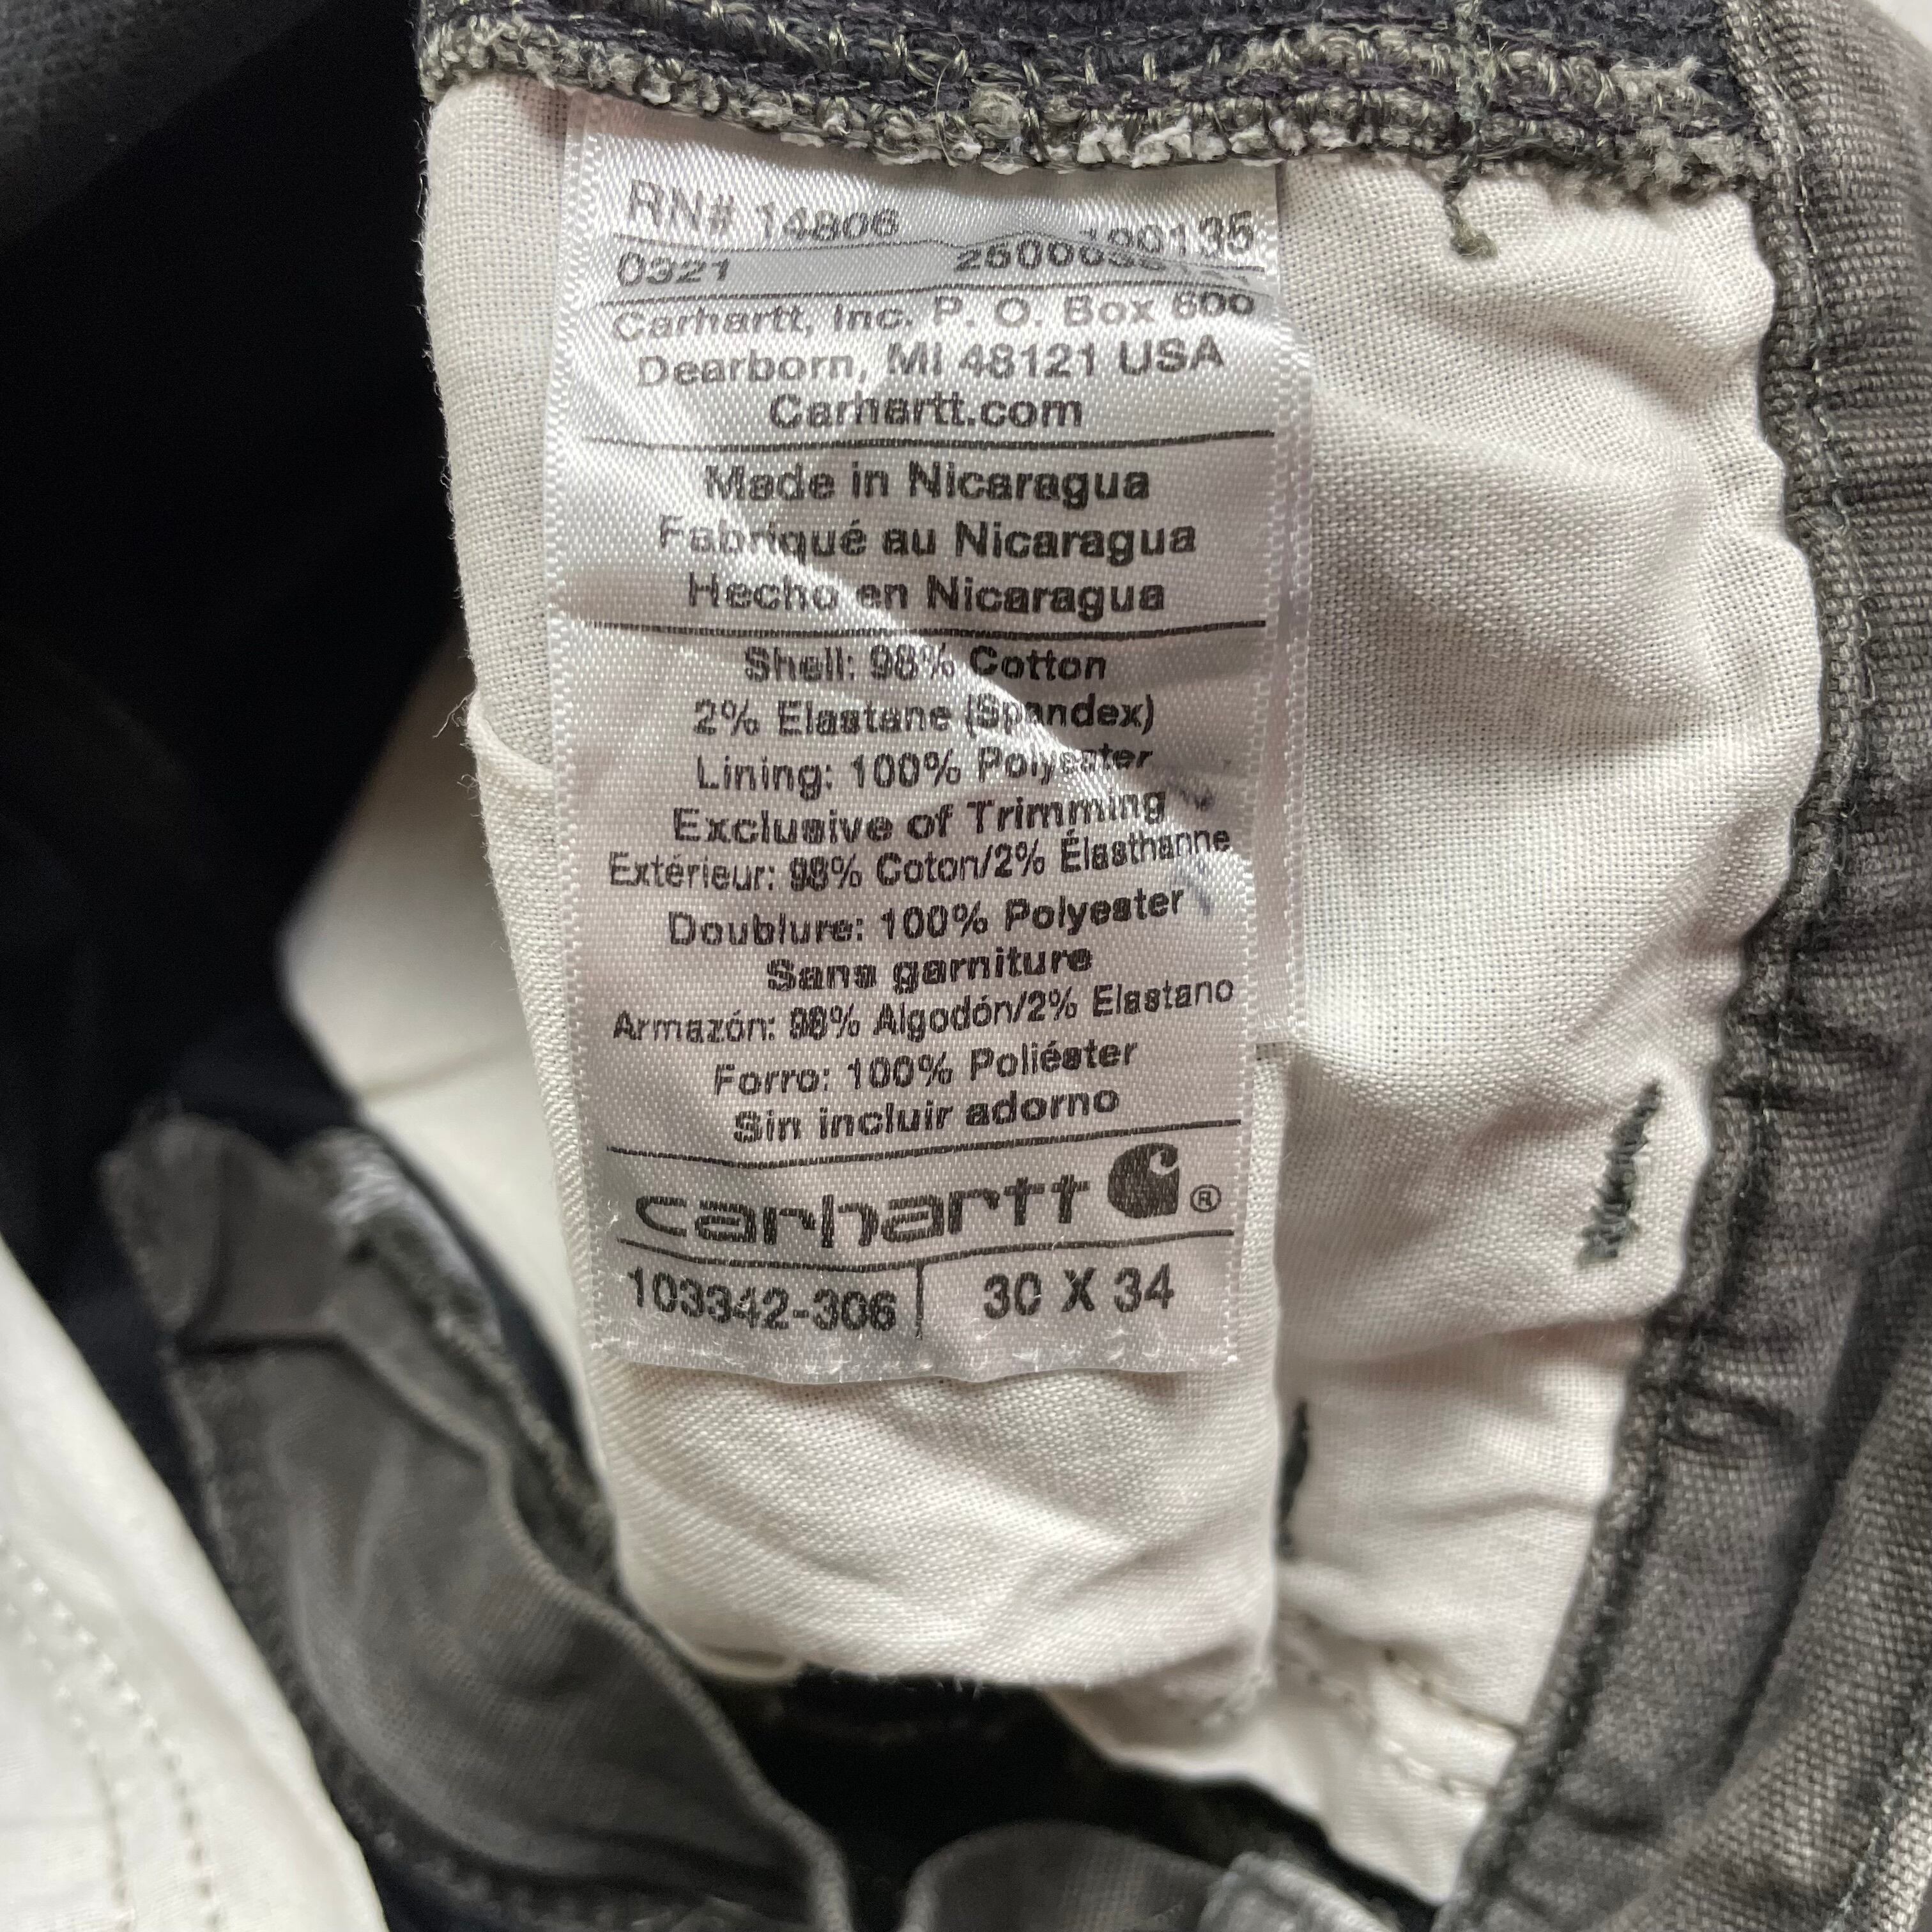 RN# 14806 100135
0321
Carhartt, Inc. P. O. Box 600
Dearborn, MI 48121 USA
Carhartt.com
Made in Nicaragua
Fabriqué au Nicaragua
Hecho en Nicaragua
Shell: 98% Cotton
2% Elastane (Spandex)
Lining: 100% Polyester
Exclusive of Trimming
Extérieur: 98% Coton/2% Élasthanne
Doublure: 100% Polyester
Sans garniture
Armazón: 98% Algodón/2% Elastano
Forro: 100% Poliéster
Sin incluir adorno
carhartt ®
103342-306 30 X 34